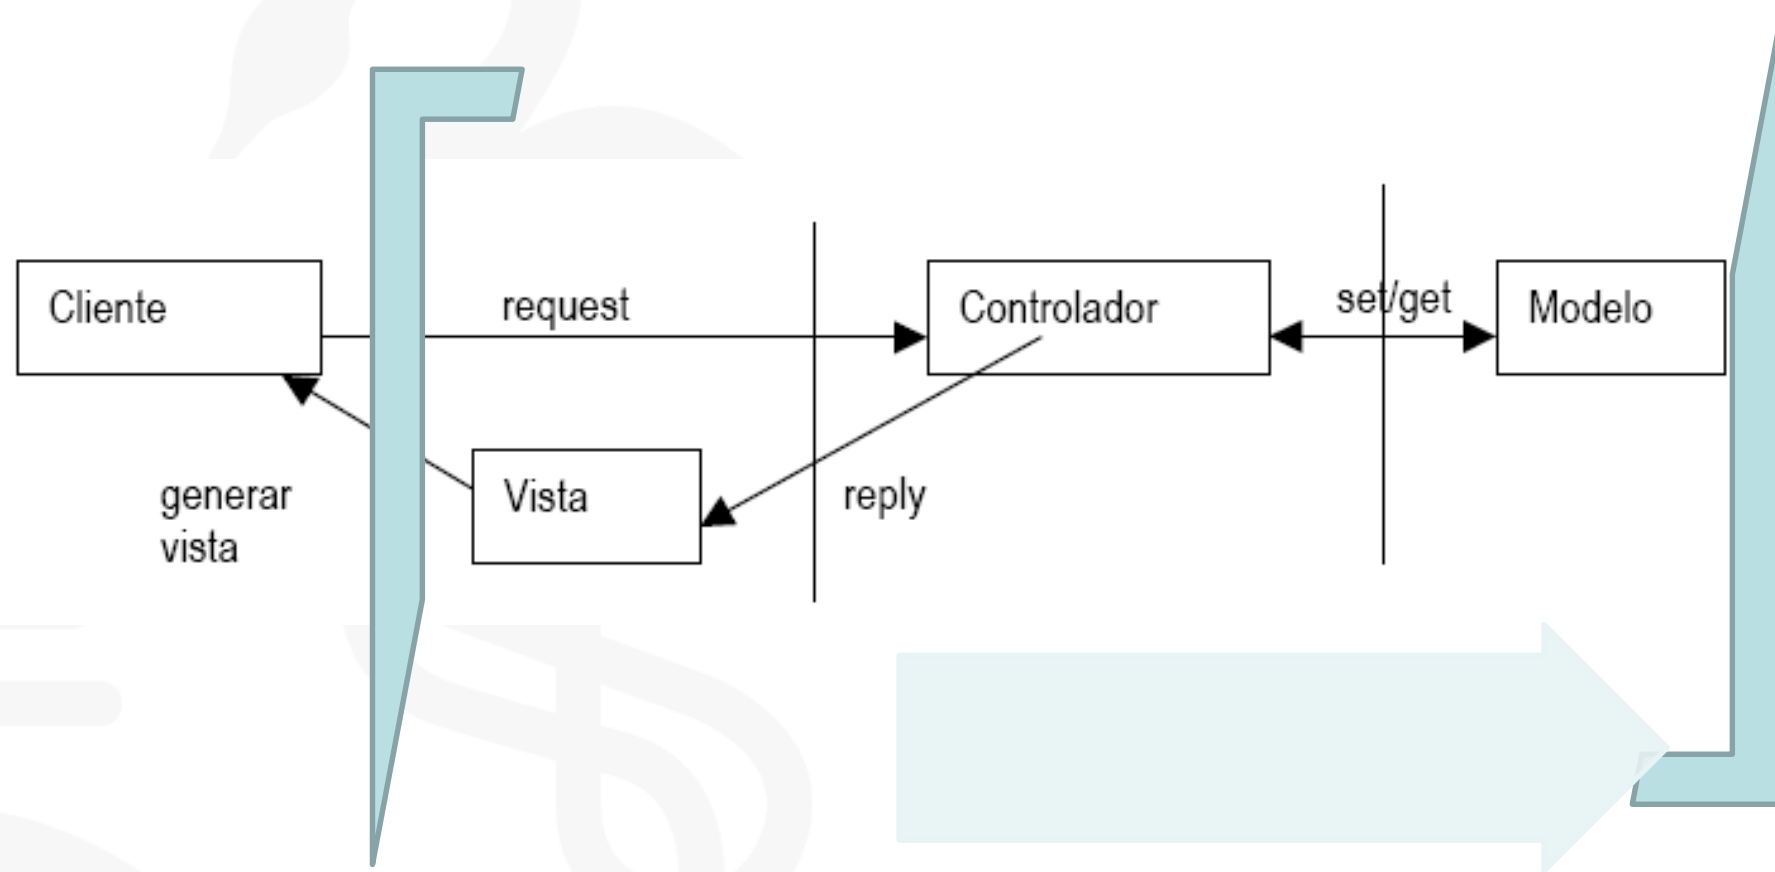 Cliente
request
Controlador
set/get
Modelo
generar
vista
Vista
reply